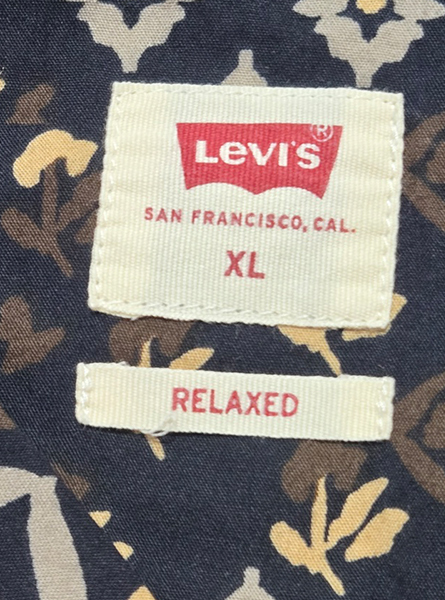 Levi's®
SAN FRANCISCO, CAL.
XL
RELAXED